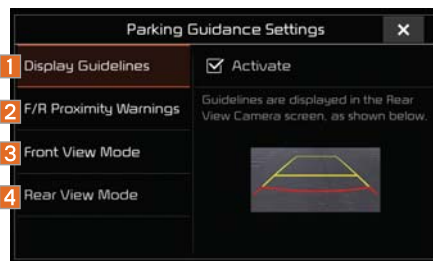 Parking Guidance Settings
1 Display Guidelines
Activate
2 F/R Proximity Warnings
Guidelines are displayed in the Rear
View Camera screen, as shown below.
3 Front View Mode
4 Rear View Mode